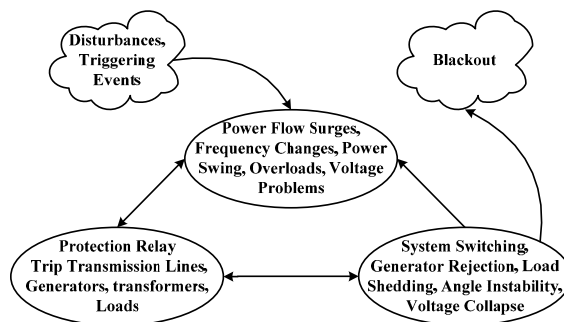 Disturbances,
Triggering
Events
Blackout
Power Flow Surges,
Frequency Changes, Power
Swing, Overloads, Voltage
Problems
Protection Relay
Trip Transmission Lines,
Generators, transformers,
Loads
System Switching,
Generator Rejection, Load
Shedding, Angle Instability,
Voltage Collapse